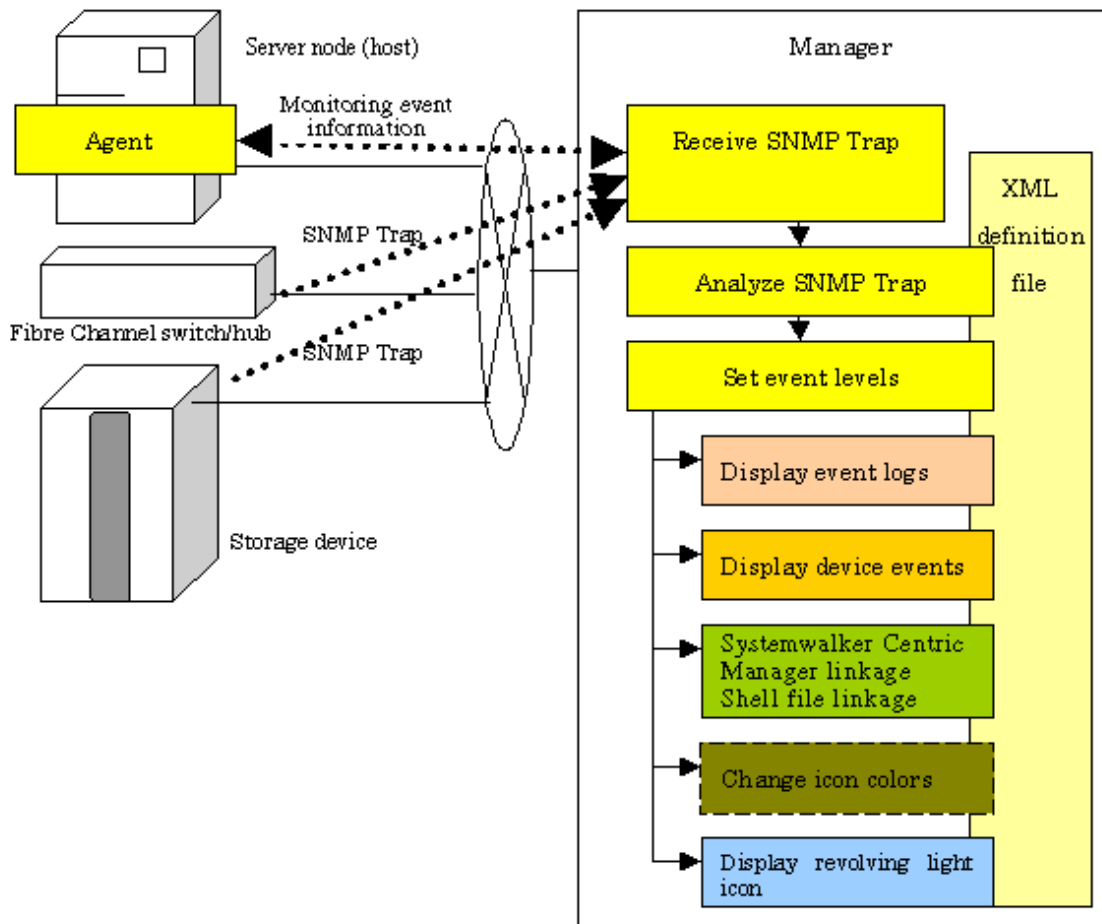 Server node (host)
Agent
Monitoring event
information
SNMP Trap
Fibre Channel switch/hub
SNMP Trap
Storage device
Manager
Receive SNMP Trap
XML
definition
file
Analyze SNMP Trap
Set event levels
Display event logs
Display device events
Systemwalker Centric
Manager linkage
Shell file linkage
Change icon colors
Display revolving light
icon